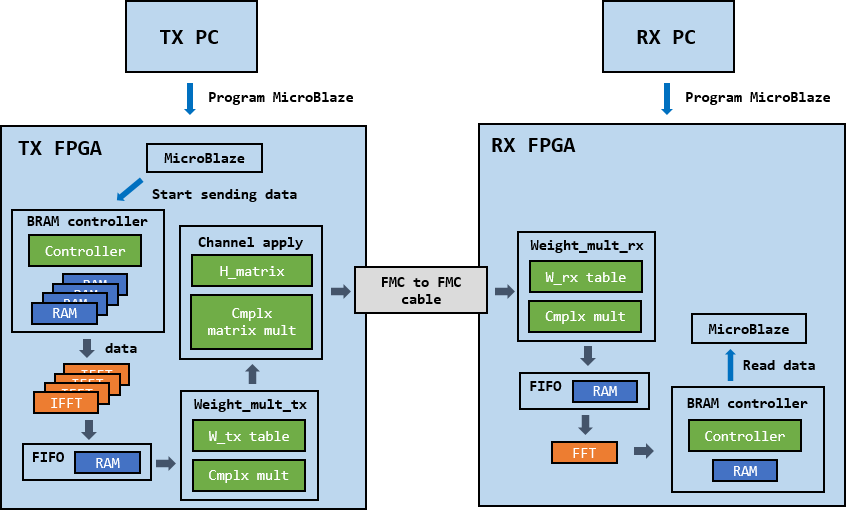 TX PC
Program MicroBlaze
TX FPGA
MicroBlaze
Start sending data
BRAM controller
Controller
RAM
RAM
RAM
RAM
data
IFFT
IFFT
IFFT
IFFT
FIFO
RAM
Channel apply
H_matrix
Cmplx
matrix mult
Weight_mult_tx
W_tx table
Cmplx mult
FMC to FMC
cable
RX PC
Program MicroBlaze
RX FPGA
Weight_mult_rx
W_rx table
Cmplx mult
FIFO
RAM
FFT
MicroBlaze
Read data
BRAM controller
Controller
RAM